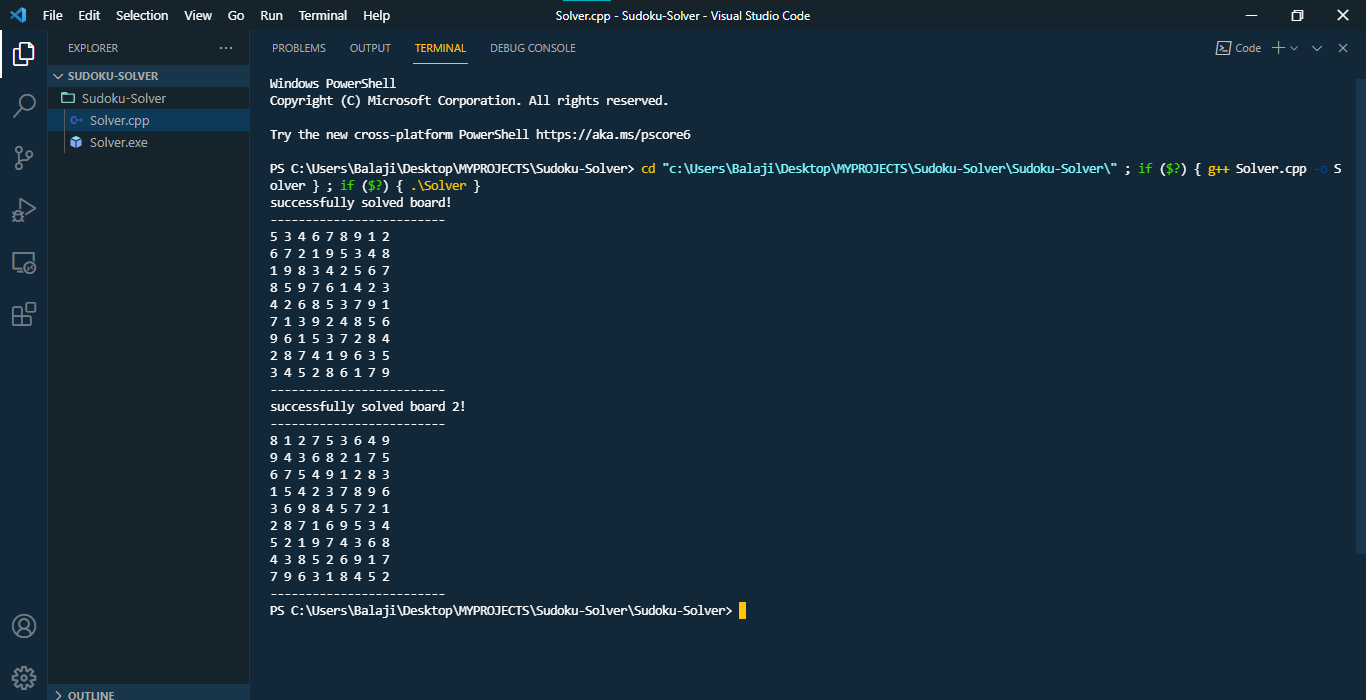 File Edit Selection View Go Run Terminal Help
Solver.cpp - Sudoku-Solver - Visual Studio Code
EXPLORER
SUDOKU-SOLVER
Sudoku-Solver
Solver.cpp
Solver.exe
OUTLINE
PROBLEMS OUTPUT TERMINAL DEBUG CONSOLE
Code
Windows PowerShell
Copyright (C) Microsoft Corporation. All rights reserved.
Try the new cross-platform PowerShell https://aka.ms/pscore6
PS C:\Users\Balaji\Desktop\MYPROJECTS\Sudoku-Solver> cd "c:\Users\Balaji\Desktop\MYPROJECTS\Sudoku-Solver\Sudoku-Solver\" ; if ($?) { g++ Solver.cpp -o S
olver } ; if ($?) { .\Solver }
successfully solved board!
-------------------------
5 3 4 6 7 8 9 1 2
6 7 2 1 9 5 3 4 8
1 9 8 3 4 2 5 6 7
8 5 9 7 6 1 4 2 3
4 2 6 8 5 3 7 9 1
7 1 3 9 2 4 8 5 6
9 6 1 5 3 7 2 8 4
2 8 7 4 1 9 6 3 5
3 4 5 2 8 6 1 7 9
-------------------------
successfully solved board 2!
-------------------------
8 1 2 7 5 3 6 4 9
9 4 3 6 8 2 1 7 5
6 7 5 4 9 1 2 8 3
1 5 4 2 3 7 8 9 6
3 6 9 8 4 5 7 2 1
2 8 7 1 6 9 5 3 4
5 2 1 9 7 4 3 6 8
4 3 8 5 2 6 9 1 7
7 9 6 3 1 8 4 5 2
-------------------------
PS C:\Users\Balaji\Desktop\MYPROJECTS\Sudoku-Solver\Sudoku-Solver>